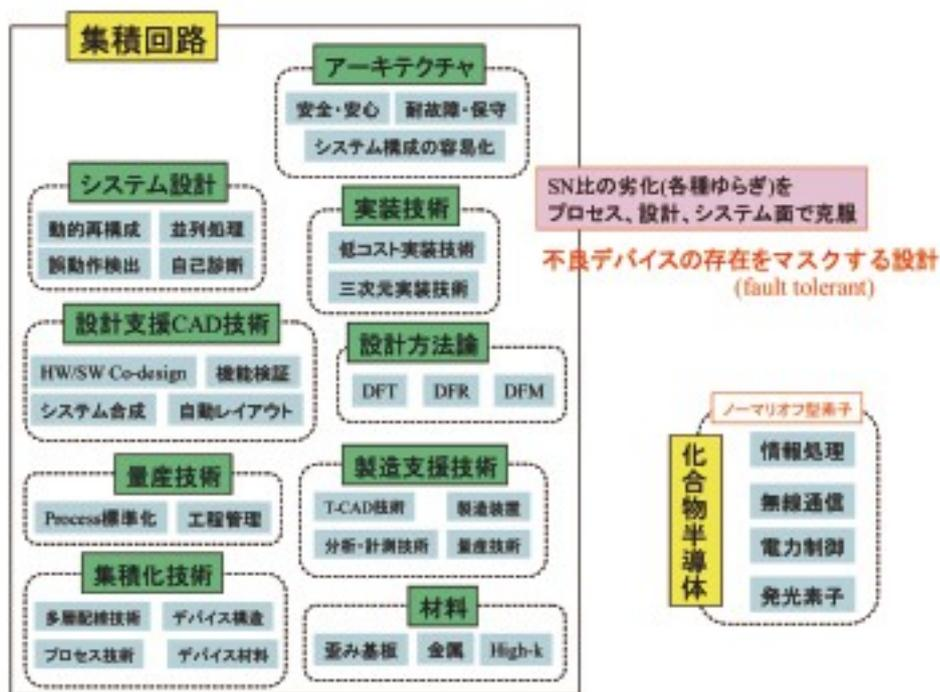 集積回路
アーキテクチャ
安全・安心 耐故障・保守
システム構成の容易化
システム設計
動的再構成 並列処理
誤動作検出 自己診断
実装技術
低コスト実装技術
三次元実装技術
SN比の劣化(各種ゆらぎ)を
プロセス、設計、システム面で克服
不良デバイスの存在をマスクする設計
(fault tolerant)
設計支援CAD技術
HW/SW Co-design 機能検証
システム合成 自動レイアウト
設計方法論
DFT DFR DFM
量産技術
Process標準化 工程管理
製造支援技術
T-CAD技術 製造装置
分析・計測技術 量産技術
集積化技術
多層配線技術 デバイス構造
プロセス技術 デバイス材料
材料
歪み基板 金属 High-k
ノーマリオフ型素子
化合物半導体
情報処理
無線通信
電力制御
発光素子